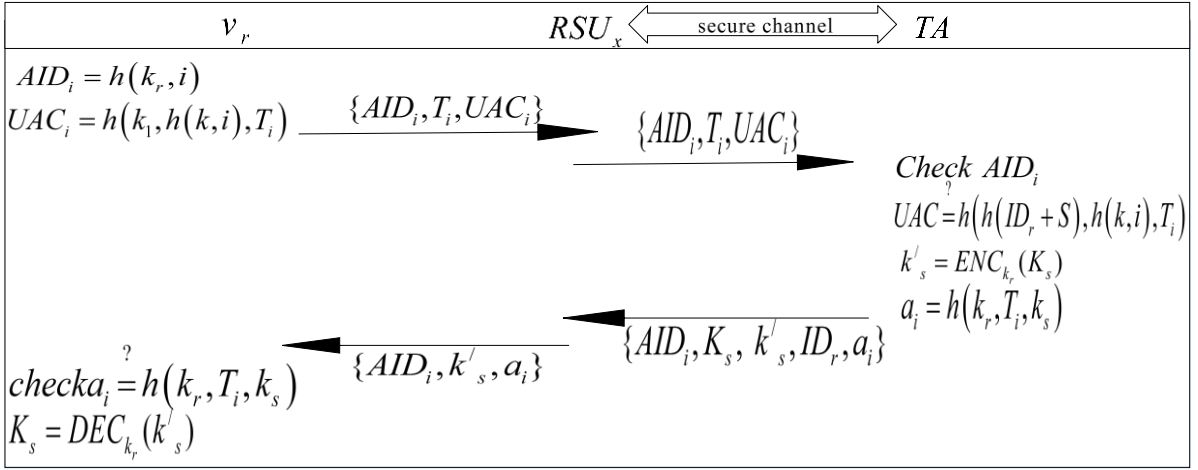 v_r RSU_x secure channel TA
AID_i = h(k_r, i)
UAC_i = h(k_1, h(k, i), T_i)
{AID_i, T_i, UAC_i}
{AID_i, T_i, UAC_i}
Check AID_i
UAC ?= h(h(ID_r + S), h(k, i), T_i)
k^/_s = ENC_{k_r}(K_s)
a_i = h(k_r, T_i, k_s)
{AID_i, K_s, k^/_s, ID_r, a_i}
{AID_i, k^/_s, a_i}
checka_i ?= h(k_r, T_i, k_s)
K_s = DEC_{k_r}(k^/_s)